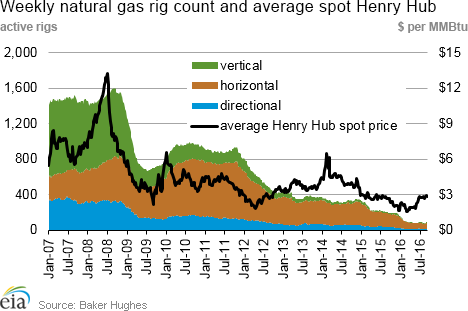 Weekly natural gas rig count and average spot Henry Hub
active rigs $ per MMBtu
2,000 $15
1,600 $12
1,200 $9
800 $6
400 $3
0 $0
vertical
horizontal
directional
average Henry Hub spot price
Jan-07 Jul-07 Jan-08 Jul-08 Jan-09 Jul-09 Jan-10 Jul-10 Jan-11 Jul-11 Jan-12 Jul-12 Jan-13 Jul-13 Jan-14 Jul-14 Jan-15 Jul-15 Jan-16 Jul-16
eia Source: Baker Hughes